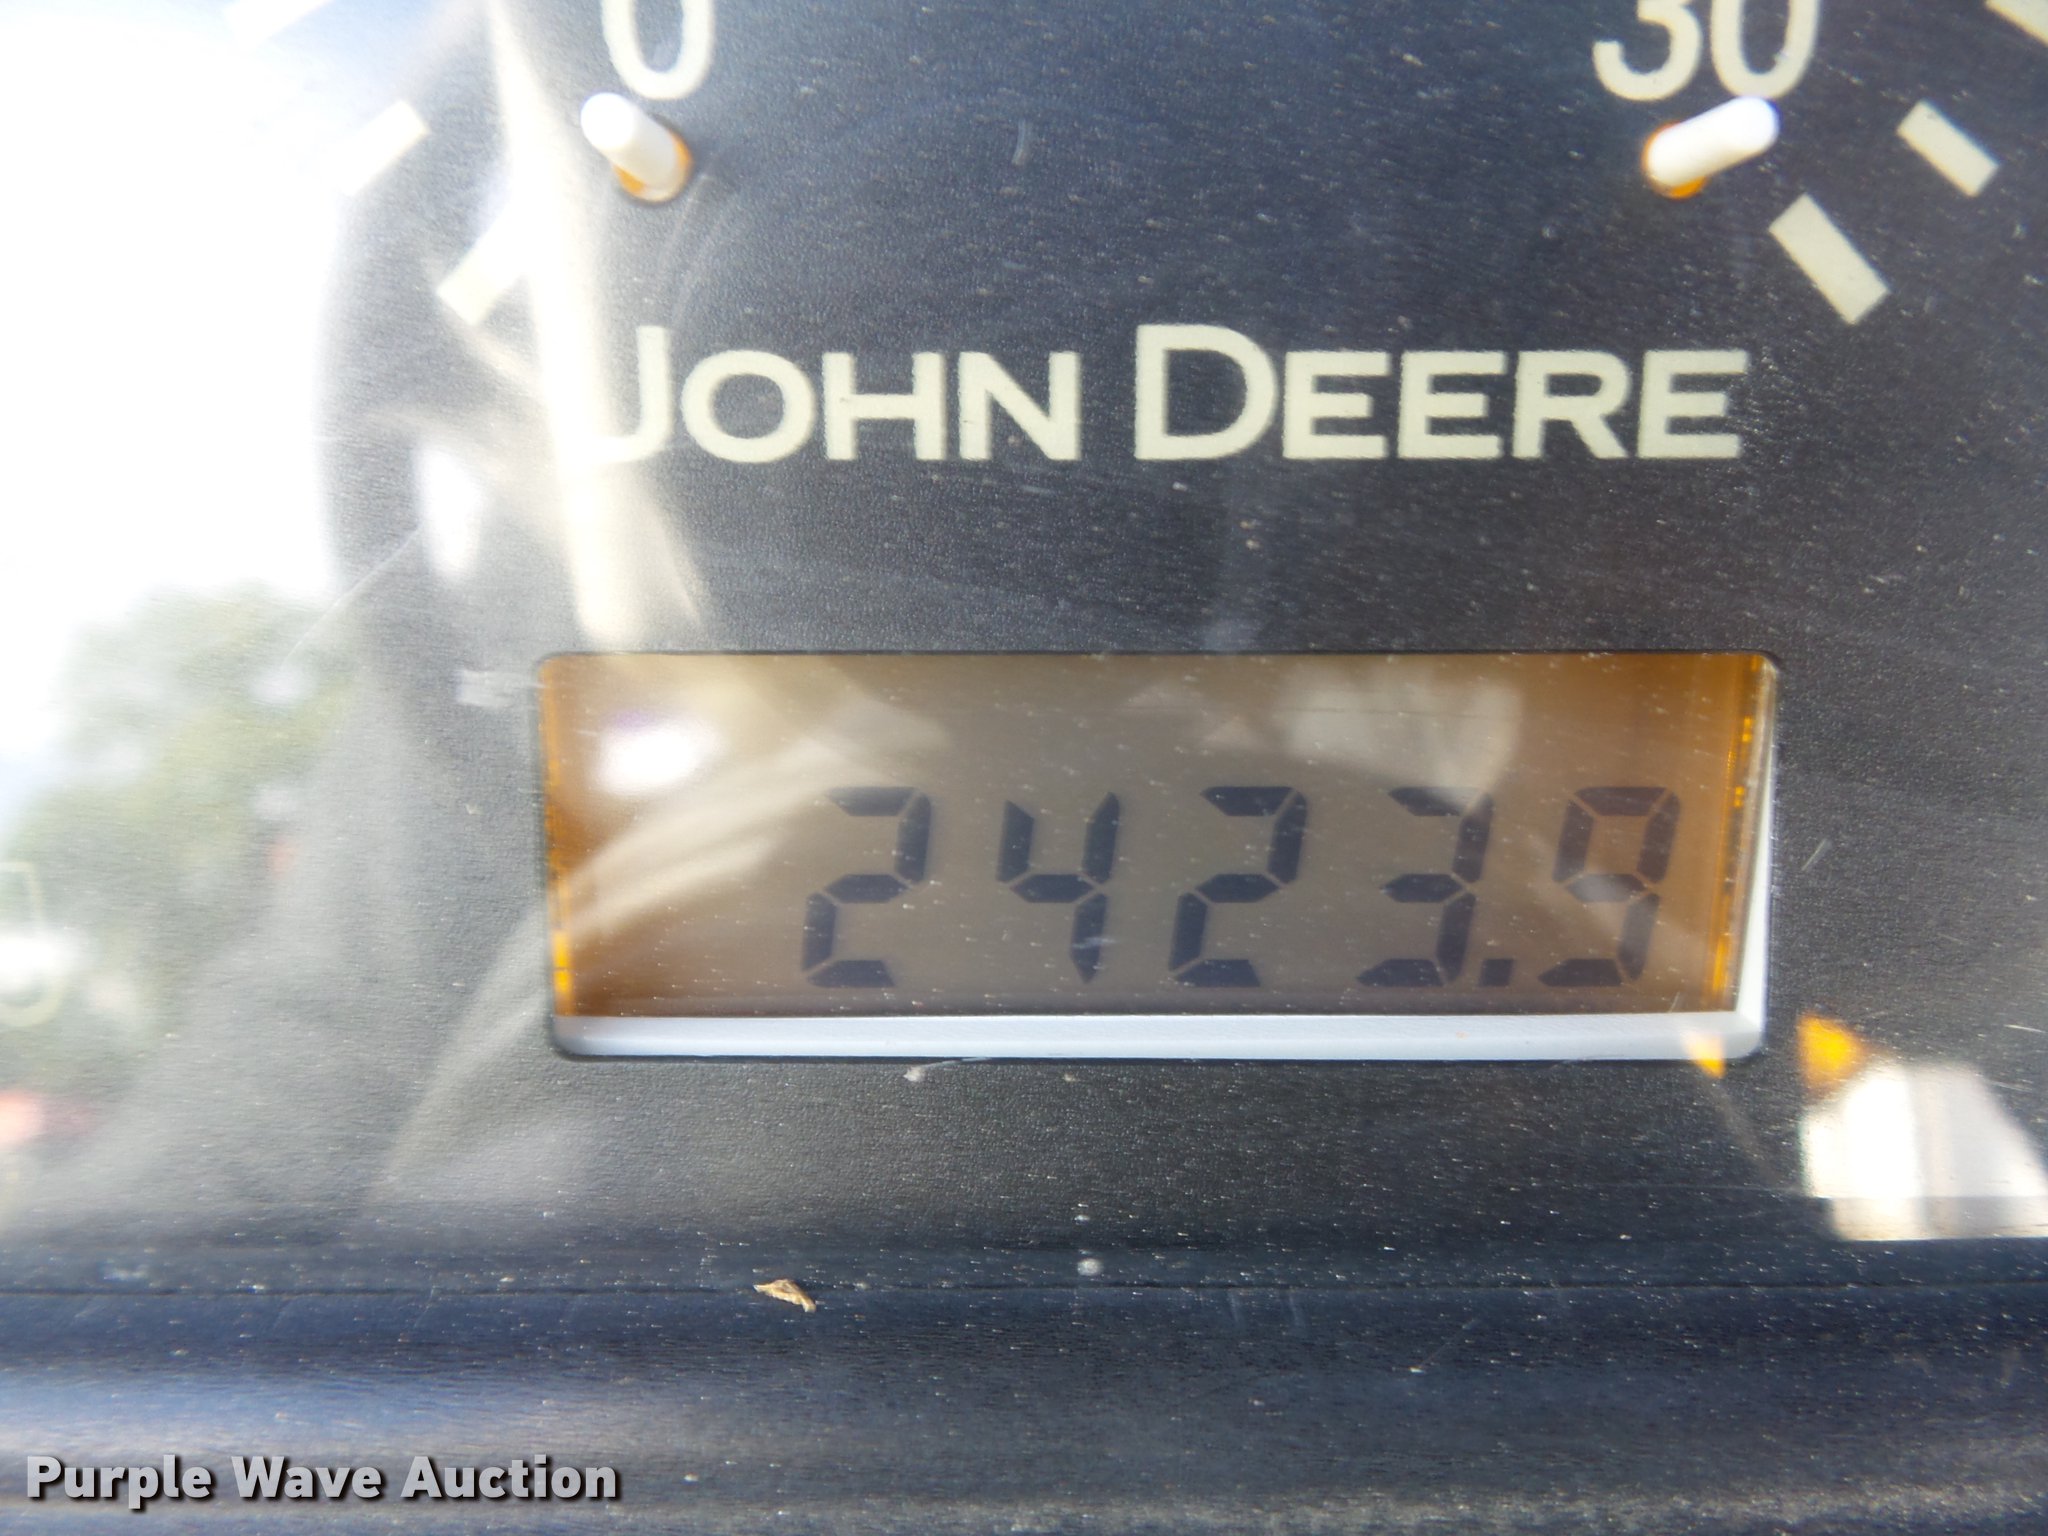 0 30
JOHN DEERE
2423.9
Purple Wave Auction